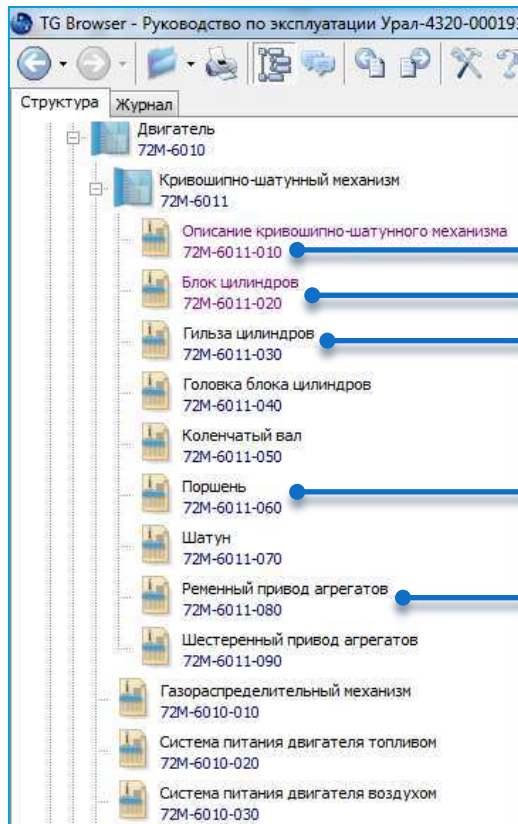 TG Browser - Руководство по эксплуатации Урал-4320-000191
Структура
Журнал
Двигатель
72М-6010
Кривошипно-шатунный механизм
72М-6011
Описание кривошипно-шатунного механизма
72М-6011-010
Блок цилиндров
72М-6011-020
Гильза цилиндров
72М-6011-030
Головка блока цилиндров
72М-6011-040
Коленчатый вал
72М-6011-050
Поршень
72М-6011-060
Шатун
72М-6011-070
Ременный привод агрегатов
72М-6011-080
Шестеренный привод агрегатов
72М-6011-090
Газораспределительный механизм
72М-6010-010
Система питания двигателя топливом
72М-6010-020
Система питания двигателя воздухом
72М-6010-030